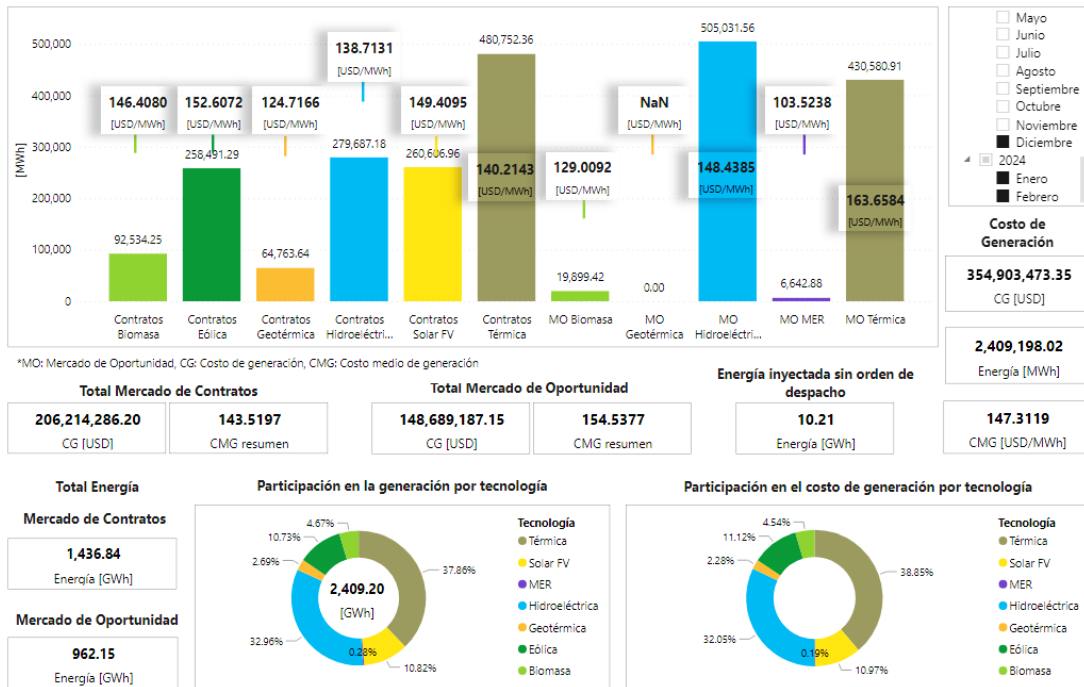 500,000
400,000
300,000
200,000
100,000
0
[MWh]
146.4080
[USD/MWh]
92,534.25
152.6072
[USD/MWh]
258,491.29
124.7166
[USD/MWh]
64,763.64
138.7131
[USD/MWh]
279,687.18
149.4095
[USD/MWh]
260,606.96
480,752.36
140.2143
[USD/MWh]
129.0092
[USD/MWh]
19,899.42
NaN
[USD/MWh]
0.00
505,031.56
148.4385
[USD/MWh]
103.5238
[USD/MWh]
6,642.88
430,580.91
163.6584
[USD/MWh]
Contratos
Biomasa
Contratos
Eólica
Contratos
Geotérmica
Contratos
Hidroeléctri...
Contratos
Solar FV
Contratos
Térmica
MO Biomasa
MO
Geotérmica
MO
Hidroeléctri...
MO MER
MO Térmica
Mayo
Junio
Julio
Agosto
Septiembre
Octubre
Noviembre
Diciembre
2024
Enero
Febrero
Costo de
Generación
354,903,473.35
CG [USD]
2,409,198.02
Energía [MWh]
147.3119
CMG [USD/MWh]
*MO: Mercado de Oportunidad, CG: Costo de generación, CMG: Costo medio de generación
Total Mercado de Contratos
206,214,286.20
CG [USD]
143.5197
CMG resumen
Total Mercado de Oportunidad
148,689,187.15
CG [USD]
154.5377
CMG resumen
Energía inyectada sin orden de
despacho
10.21
Energía [GWh]
Total Energía
Mercado de Contratos
1,436.84
Energía [GWh]
Mercado de Oportunidad
962.15
Energía [GWh]
Participación en la generación por tecnología
4.67%
10.73%
2.69%
32.96%
0.28%
10.82%
37.86%
2,409.20
[GWh]
Tecnología
Térmica
Solar FV
MER
Hidroeléctrica
Geotérmica
Eólica
Biomasa
Participación en el costo de generación por tecnología
4.54%
11.12%
2.28%
32.05%
0.19%
10.97%
38.85%
Tecnología
Térmica
Solar FV
MER
Hidroeléctrica
Geotérmica
Eólica
Biomasa